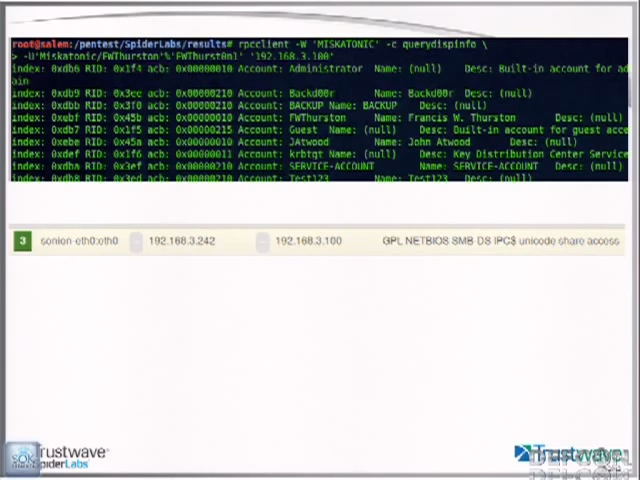 root@salem:/pentest/SpiderLabs/results# rpcclient -W 'MISKATONIC' -c querydispinfo \
> -U'Miskatonic/FWThurston'%'FWThurst0n1' '192.168.3.100'
index: 0xdb6 RID: 0x1f4 acb: 0x00000010 Account: Administrator Name: (null) Desc: Built-in account for ad
ain
index: 0xdb9 RID: 0x3ee acb: 0x00000210 Account: Backd00r Name: Backd00r Desc: (null)
index: 0xdbb RID: 0x3f0 acb: 0x00000210 Account: BACKUP Name: BACKUP Desc: (null)
index: 0xebf RID: 0x45b acb: 0x00000010 Account: FWThurston Name: Francis W. Thurston Desc: (null)
index: 0xdb7 RID: 0x1f5 acb: 0x00000215 Account: Guest Name: (null) Desc: Built-in account for guest acce
index: 0xebe RID: 0x45a acb: 0x00000210 Account: JAtwood Name: John Atwood Desc: (null)
index: 0xdef RID: 0x1f6 acb: 0x00000011 Account: krbtgt Name: (null) Desc: Key Distribution Center Service
index: 0xdba RID: 0x3ef acb: 0x00000210 Account: SERVICE-ACCOUNT Name: SERVICE-ACCOUNT Desc: (null)
index: 0xdb8 RID: 0x3ed acb: 0x00000210 Account: Test123 Name: Test123 Desc: (null)
3 sonion-eth0:eth0 192.168.3.242 192.168.3.100 GPL NETBIOS SMB-DS IPC$ unicode share access
SOK
rustwave
piderLabs
Trustwave
DEFCON